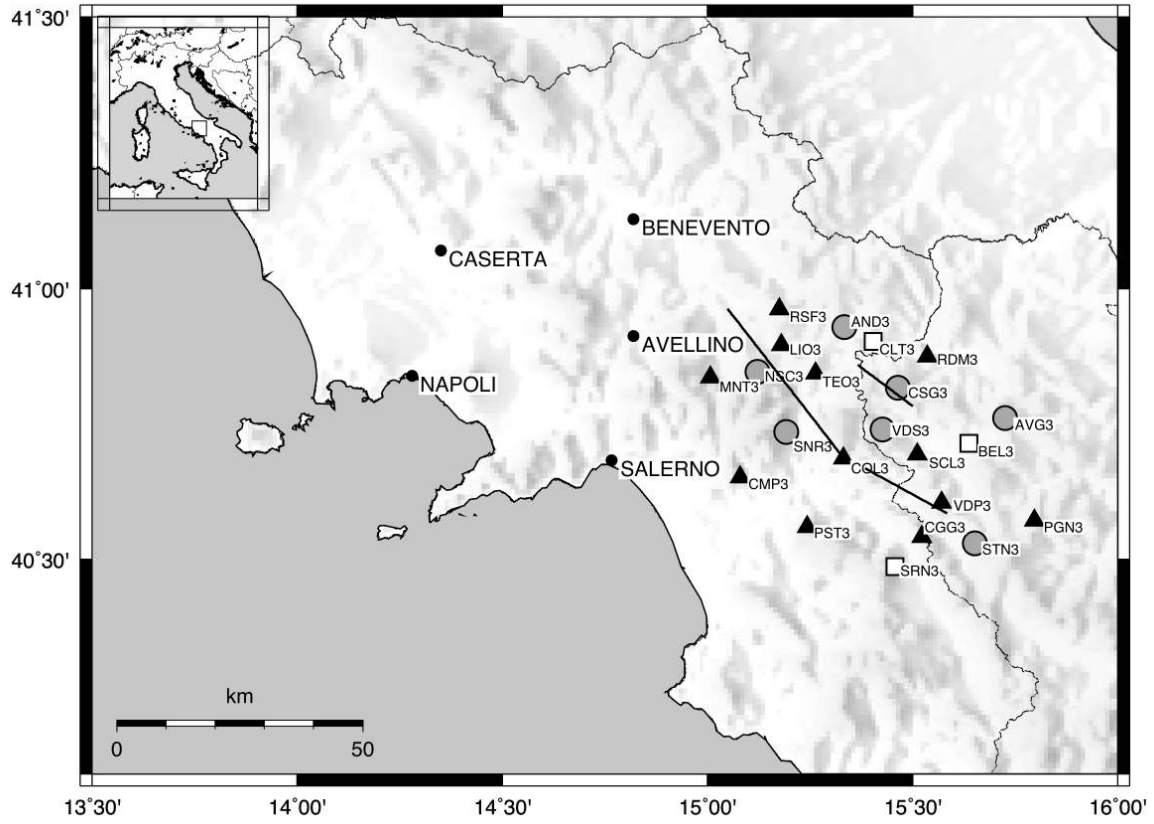 41°30'
BENEVENTO
CASERTA
41°00'
RSF3
AND3
AVELLINO
LIO3
CLT3
RDM3
NAPOLI
MNT3
NSC3
TEO3
CSG3
AVG3
SNR3
VDS3
BEL3
SALERNO
COL3
SCL3
CMP3
VDP3
PST3
CGG3
PGN3
STN3
40°30'
SRN3
km
0
50
13°30'
14°00'
14°30'
15°00'
15°30'
16°00'